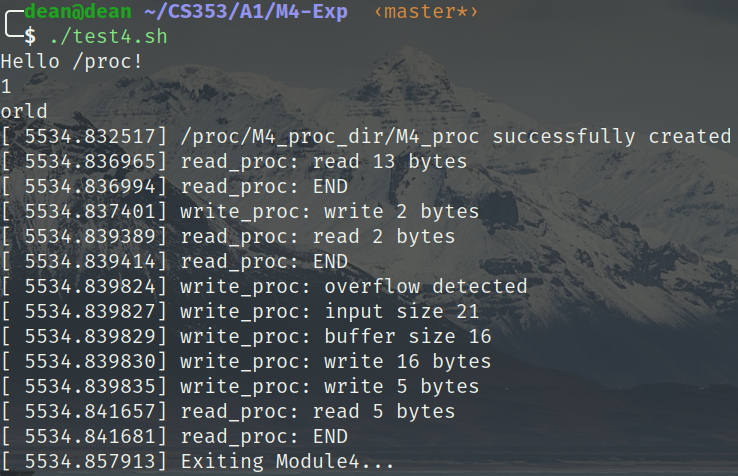 dean@dean ~/CS353/A1/M4-Exp ‹master*›
$ ./test4.sh
Hello /proc!
1
orld
[ 5534.832517] /proc/M4_proc_dir/M4_proc successfully created
[ 5534.836965] read_proc: read 13 bytes
[ 5534.836994] read_proc: END
[ 5534.837401] write_proc: write 2 bytes
[ 5534.839389] read_proc: read 2 bytes
[ 5534.839414] read_proc: END
[ 5534.839824] write_proc: overflow detected
[ 5534.839827] write_proc: input size 21
[ 5534.839829] write_proc: buffer size 16
[ 5534.839830] write_proc: write 16 bytes
[ 5534.839835] write_proc: write 5 bytes
[ 5534.841657] read_proc: read 5 bytes
[ 5534.841681] read_proc: END
[ 5534.857913] Exiting Module4...